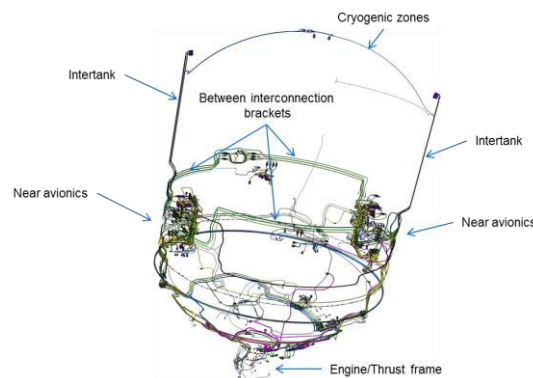 Cryogenic zones
Intertank
Between interconnection
brackets
Intertank
Near avionics
Near avionics
Engine/Thrust frame